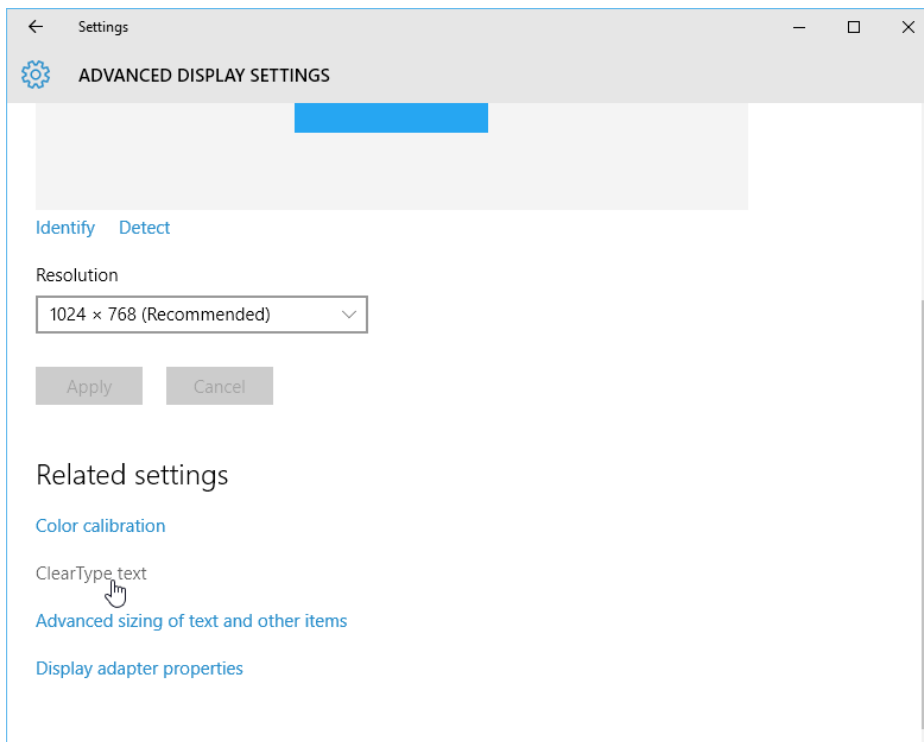 Settings
ADVANCED DISPLAY SETTINGS
Identify Detect
Resolution
1024 × 768 (Recommended)
Apply Cancel
Related settings
Color calibration
ClearType text
Advanced sizing of text and other items
Display adapter properties